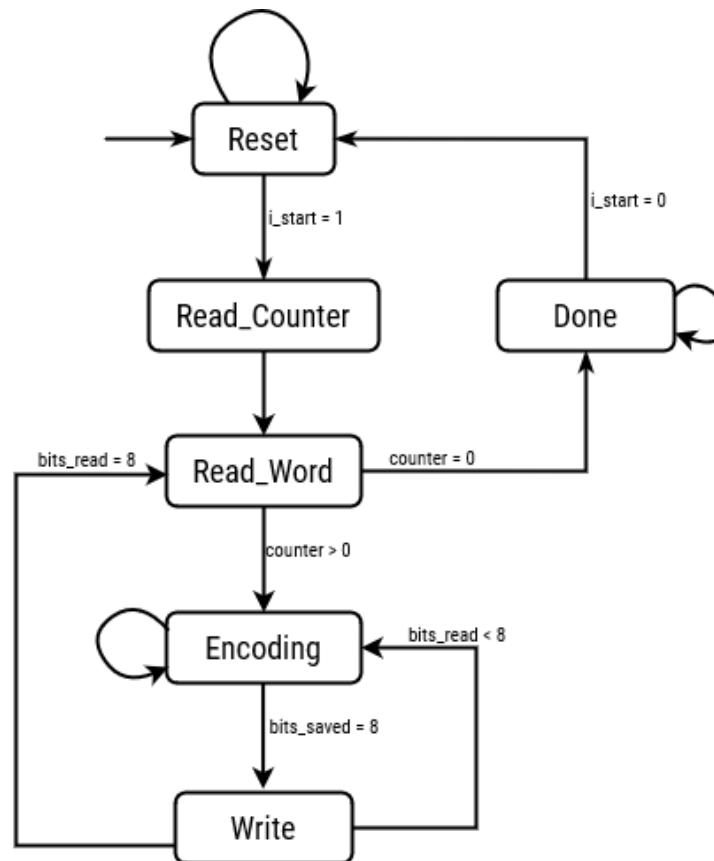 Reset
i_start = 1
i_start = 0
Read_Counter
Done
bits_read = 8
Read_Word
counter = 0
counter > 0
Encoding
bits_read < 8
bits_saved = 8
Write